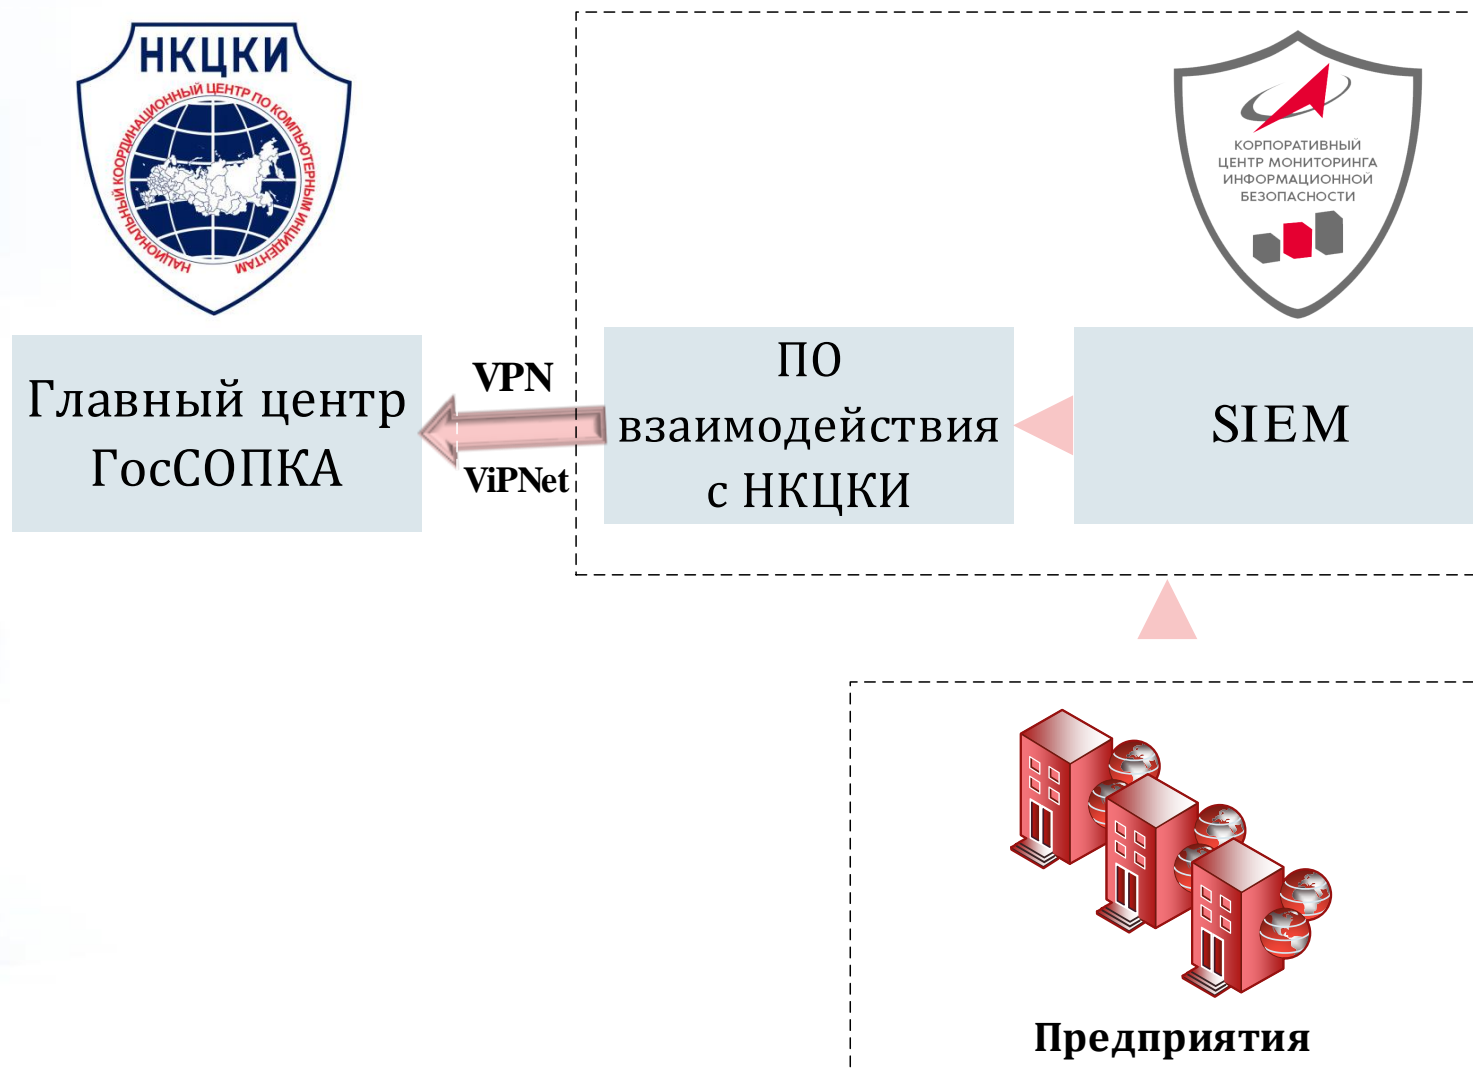 НКЦКИ
НАЦИОНАЛЬНЫЙ КООРДИНАЦИОННЫЙ ЦЕНТР ПО КОМПЬЮТЕРНЫМ ИНЦИДЕНТАМ
КОРПОРАТИВНЫЙ
ЦЕНТР МОНИТОРИНГА
ИНФОРМАЦИОННОЙ
БЕЗОПАСНОСТИ
Главный центр
ГосСОПКА
VPN
ViPNet
ПО
взаимодействия
с НКЦКИ
SIEM
Предприятия